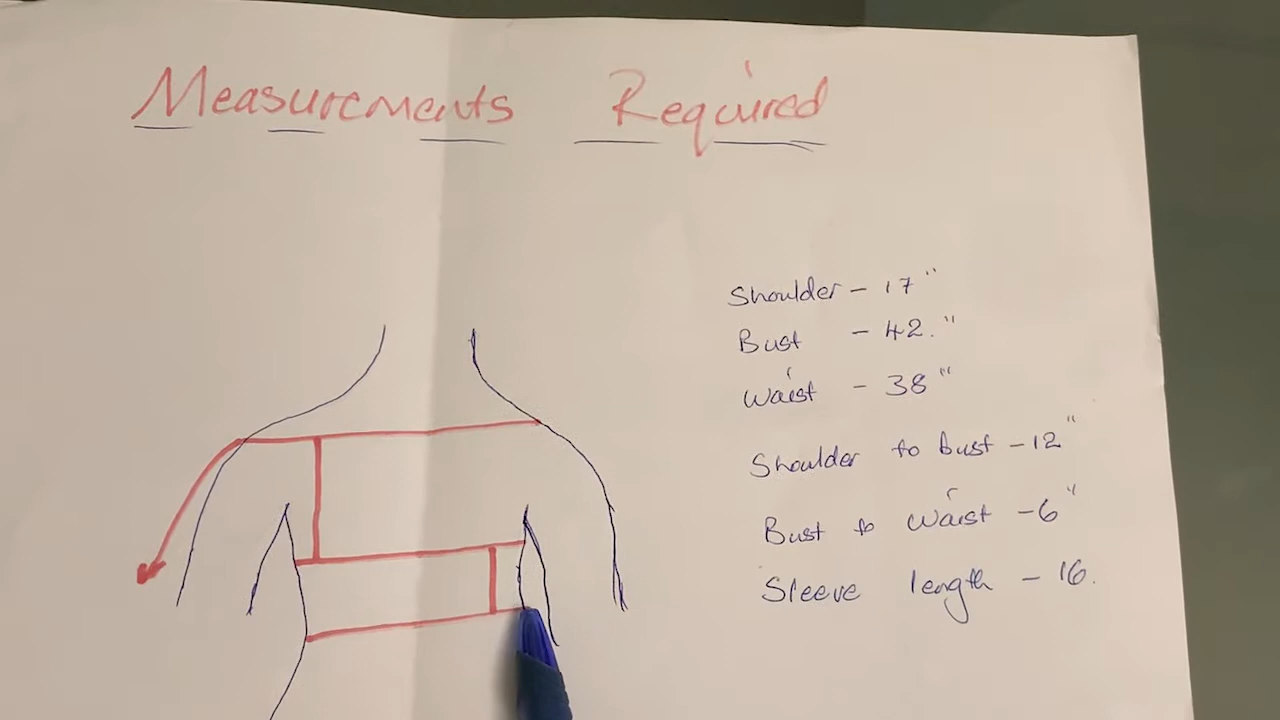 Measurements Required
Shoulder - 17"
Bust - 42."
Waist - 38"
Shoulder to bust - 12"
Bust to Waist - 6"
Sleeve length - 16.